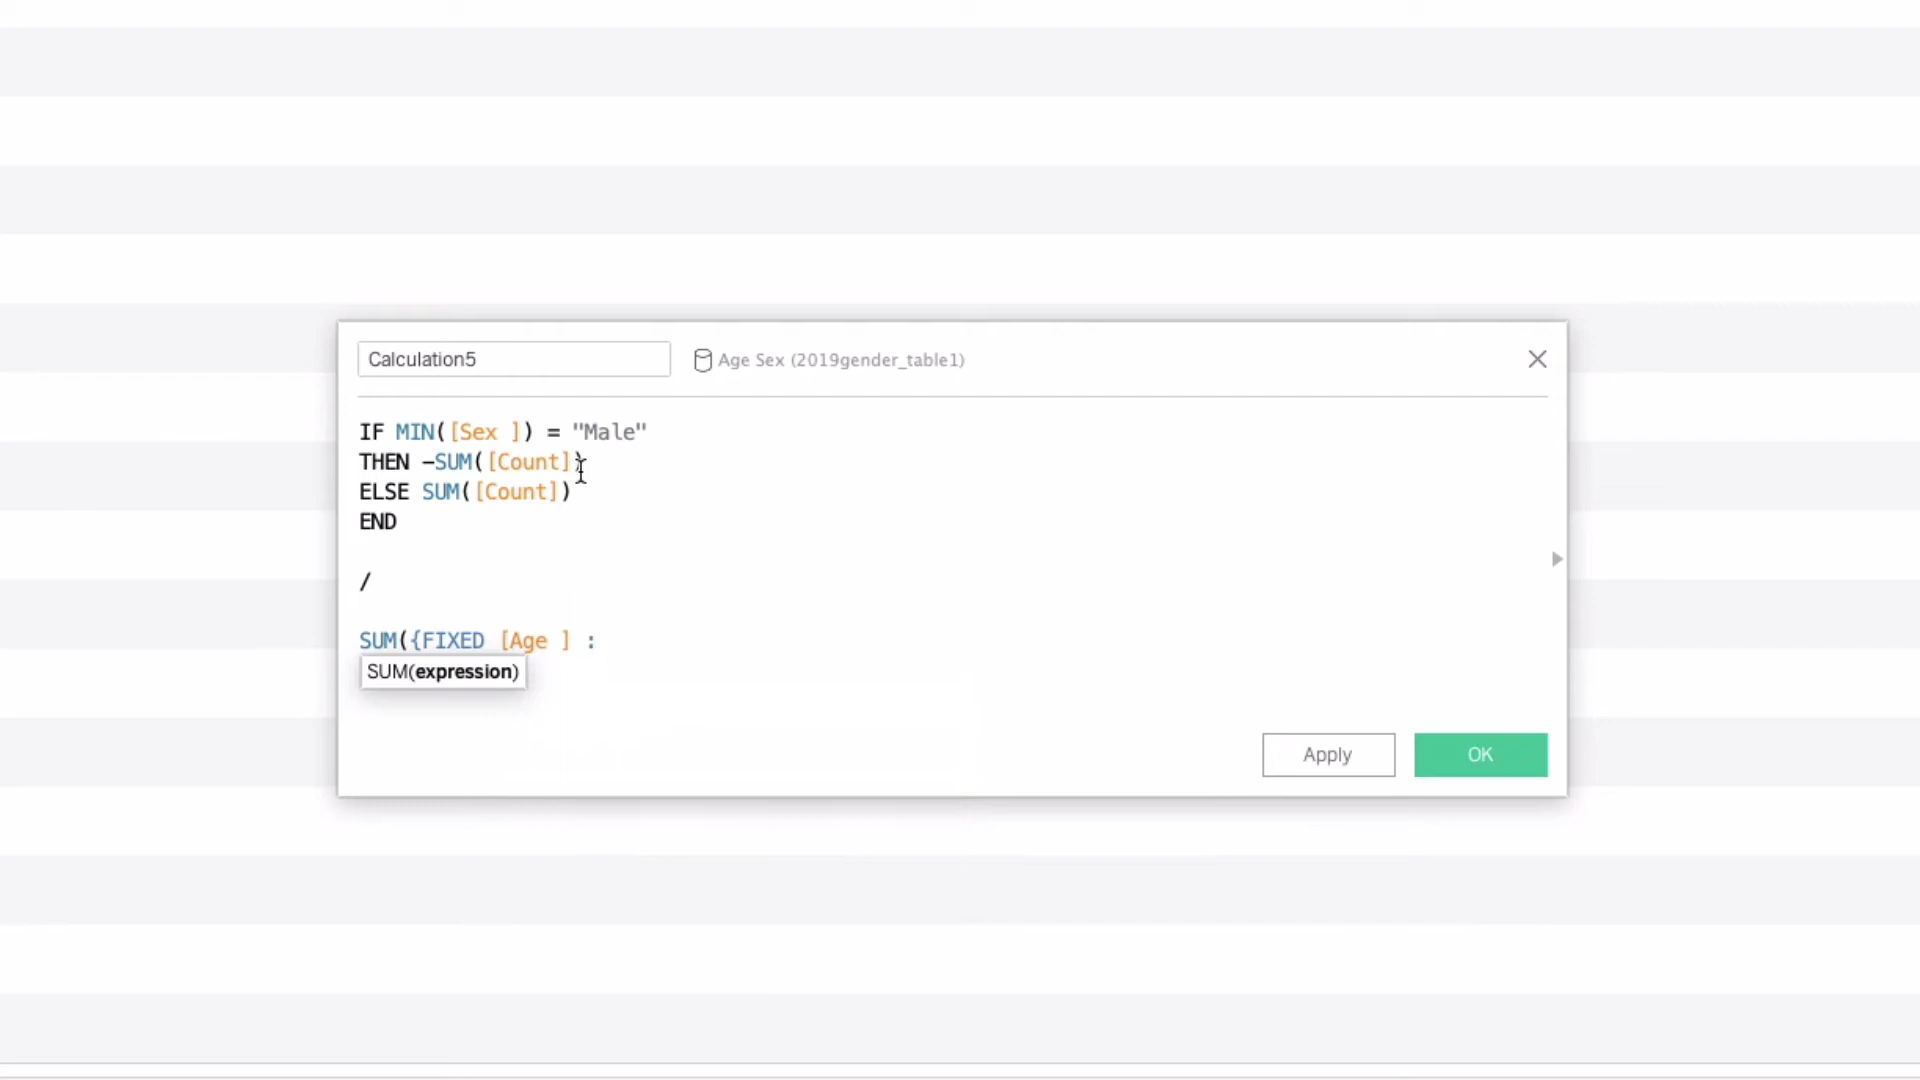 Calculation5
Age Sex (2019gender_table1)
IF MIN([Sex ]) = "Male"
THEN -SUM([Count])
ELSE SUM([Count])
END
/
SUM({FIXED [Age ] :
SUM(expression)
Apply
OK